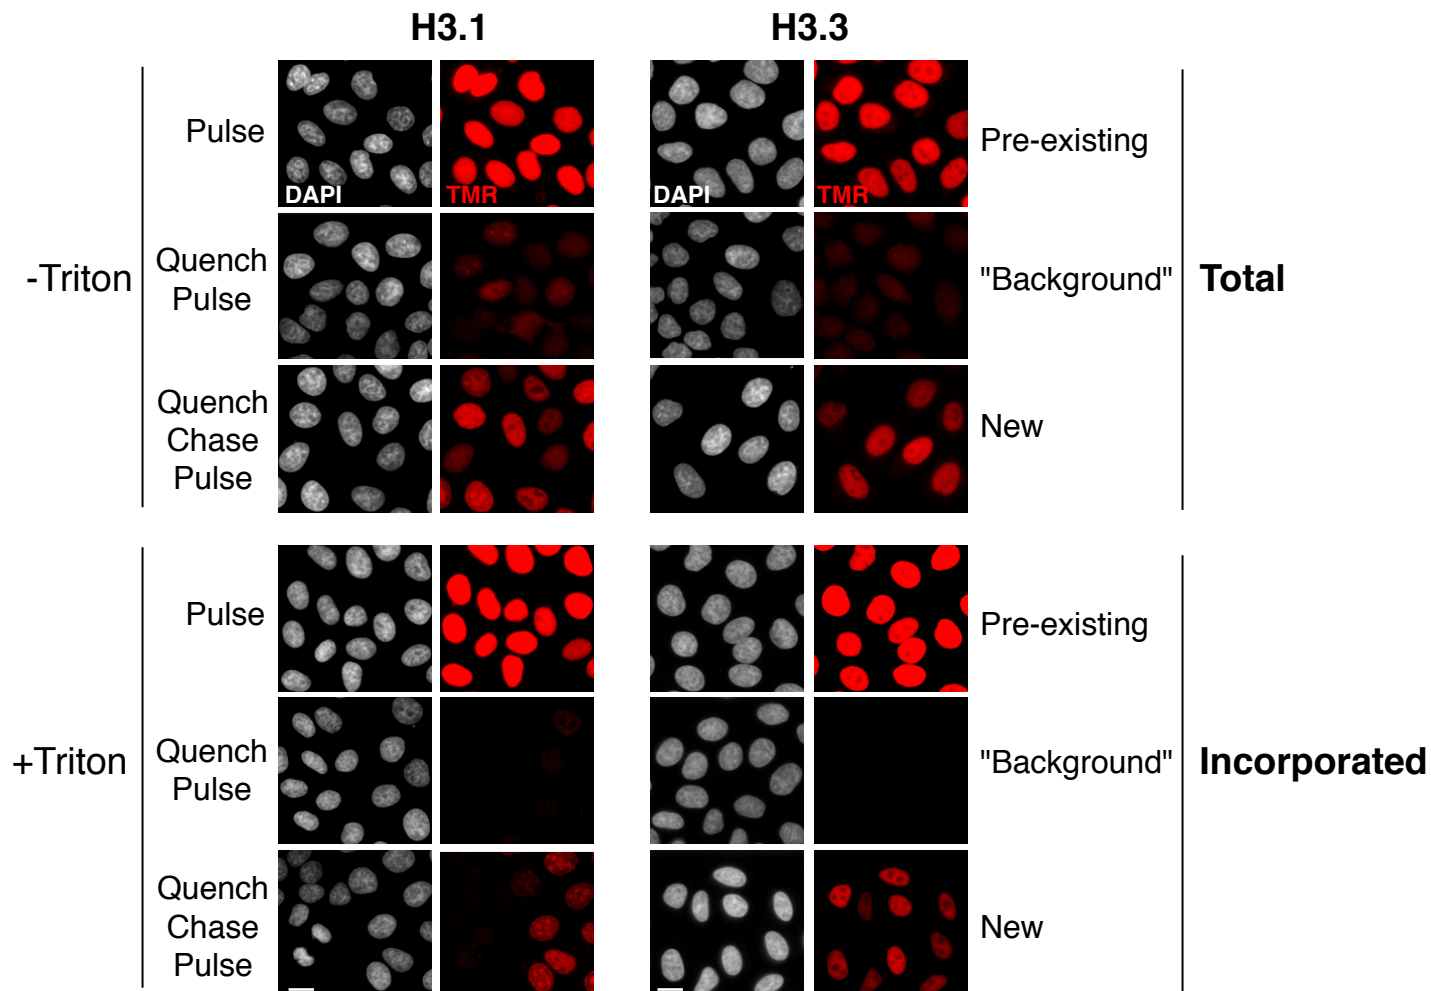 H3.1
H3.3
Pulse
DAPI
TMR
DAPI
TMR
Pre-existing
-Triton
Quench
Pulse
"Background"
Total
Quench
Chase
Pulse
New
Pulse
Pre-existing
+Triton
Quench
Pulse
"Background"
Incorporated
Quench
Chase
Pulse
New